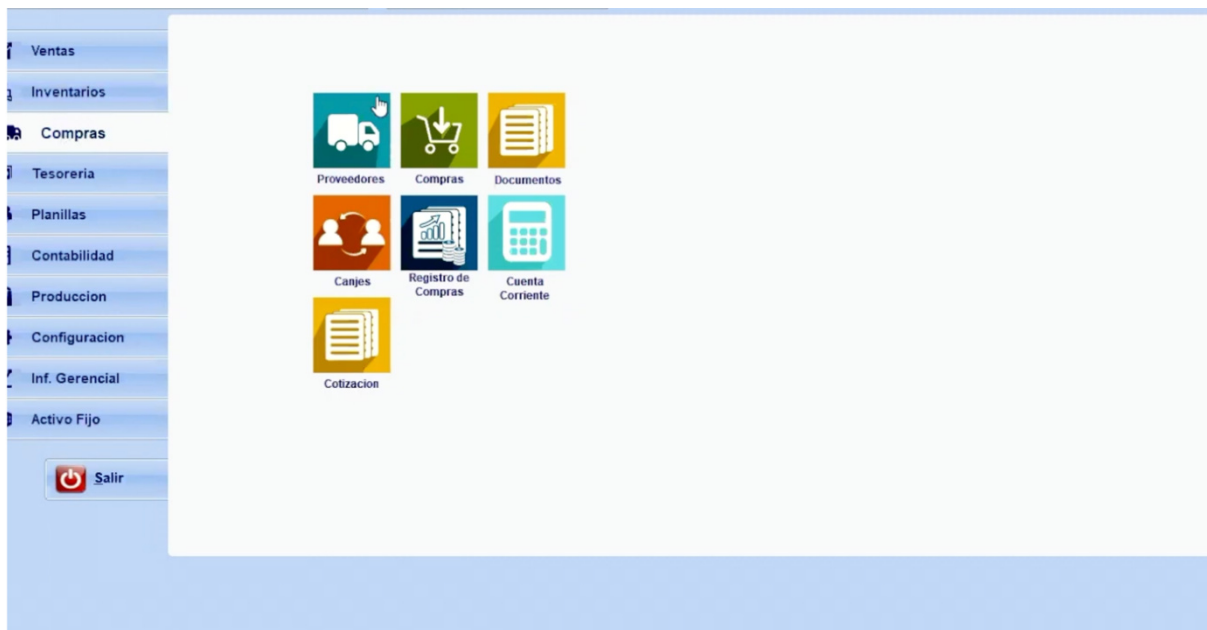 Ventas
Inventarios
Compras
Tesoreria
Planillas
Contabilidad
Produccion
Configuracion
Inf. Gerencial
Activo Fijo
Salir
Proveedores
Compras
Documentos
Canjes
Registro de
Compras
Cuenta
Corriente
Cotizacion